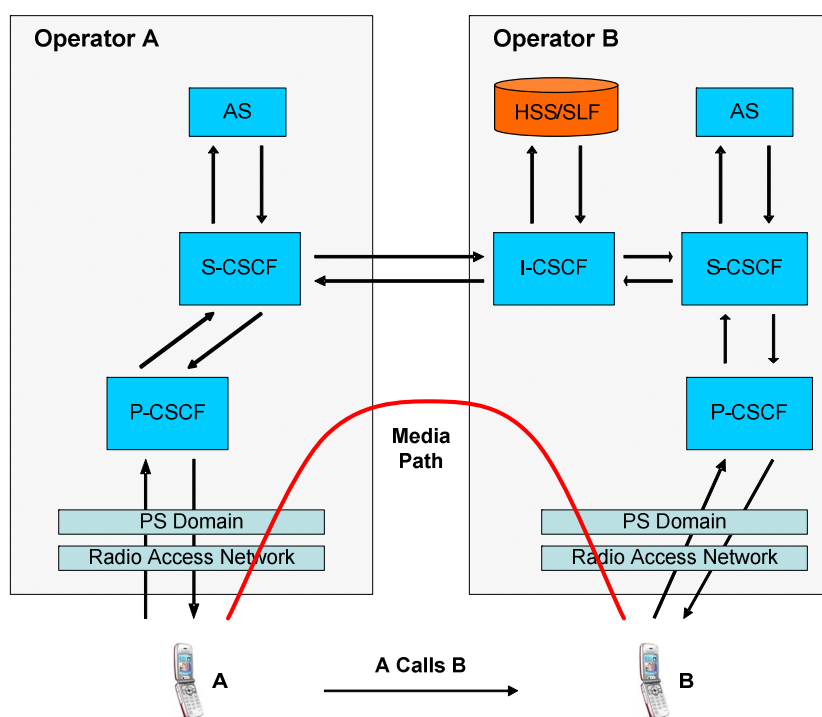 Operator A
Operator B
AS
HSS/SLF
AS
S-CSCF
I-CSCF
S-CSCF
P-CSCF
P-CSCF
Media
Path
PS Domain
PS Domain
Radio Access Network
Radio Access Network
A Calls B
A
B